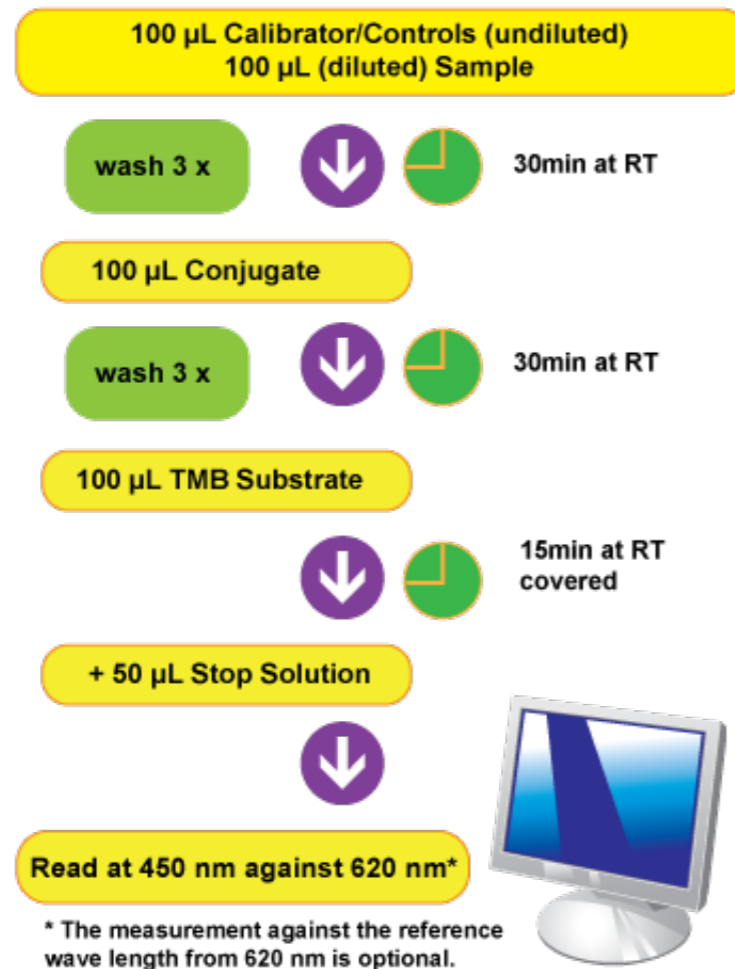 100 µL Calibrator/Controls (undiluted)
100 µL (diluted) Sample
wash 3 x
30min at RT
100 µL Conjugate
wash 3 x
30min at RT
100 µL TMB Substrate
15min at RT
covered
+ 50 µL Stop Solution
Read at 450 nm against 620 nm*
* The measurement against the reference
wave length from 620 nm is optional.